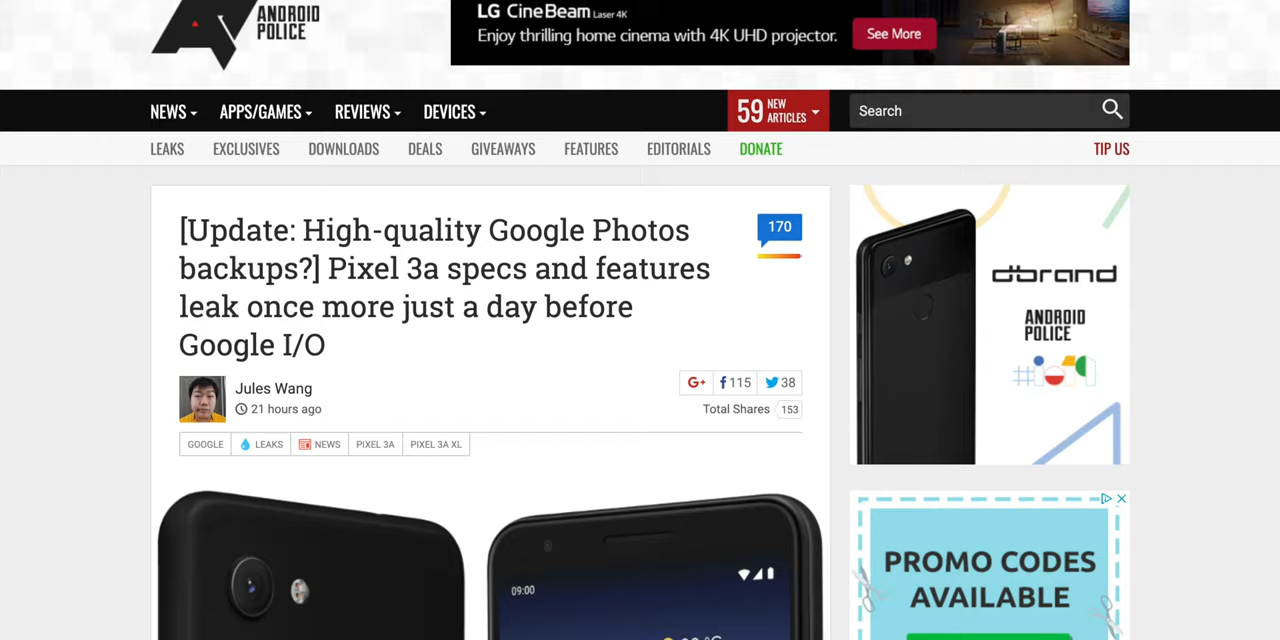 ANDROID
POLICE
LG CineBeam Laser 4K
Enjoy thrilling home cinema with 4K UHD projector.
See More
NEWS
APPS/GAMES
REVIEWS
DEVICES
59 NEW
ARTICLES
Search
LEAKS
EXCLUSIVES
DOWNLOADS
DEALS
GIVEAWAYS
FEATURES
EDITORIALS
DONATE
TIP US
[Update: High-quality Google Photos
backups?] Pixel 3a specs and features
leak once more just a day before
Google I/O
170
Jules Wang
21 hours ago
G+
f 115
38
Total Shares 153
GOOGLE
LEAKS
NEWS
PIXEL 3A
PIXEL 3A XL
09:00
dbrand
ANDROID
POLICE
PROMO CODES
AVAILABLE